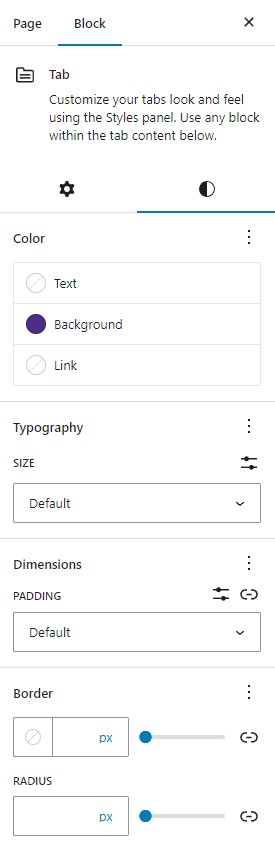 Page Block
Tab
Customize your tabs look and feel
using the Styles panel. Use any block
within the tab content below.
Color
Text
Background
Link
Typography
SIZE
Default
Dimensions
PADDING
Default
Border
px
RADIUS
px